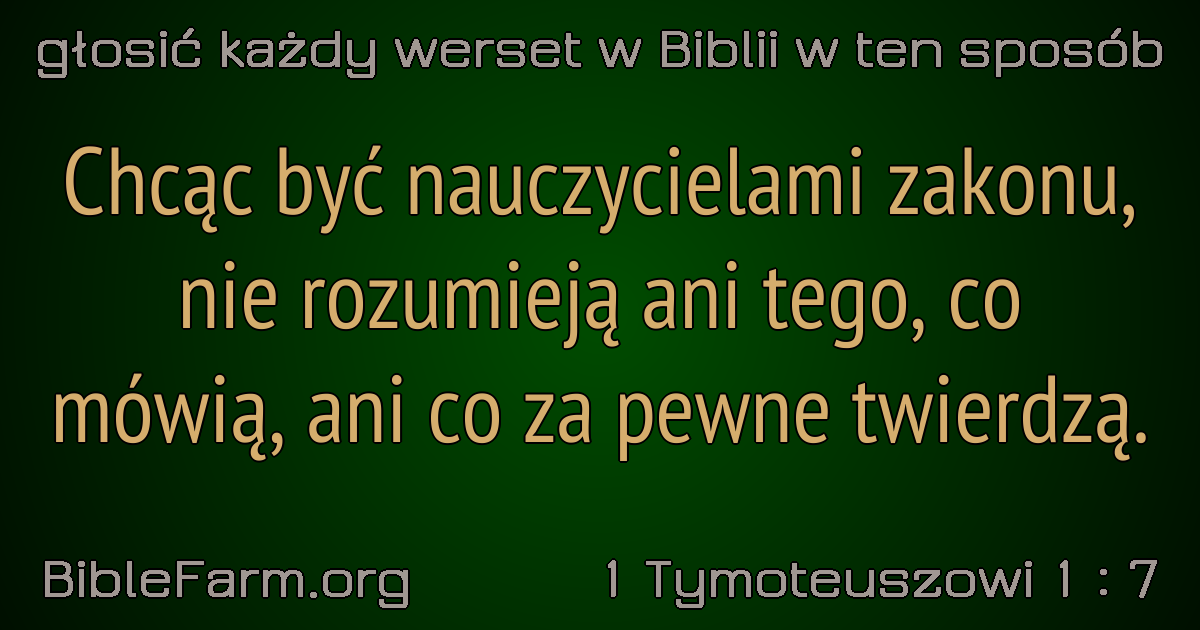 głosić każdy werset w Biblii w ten sposób
Chcąc być nauczycielami zakonu,
nie rozumieją ani tego, co
mówią, ani co za pewne twierdzą.
BibleFarm.org
1 Tymoteuszowi 1 : 7